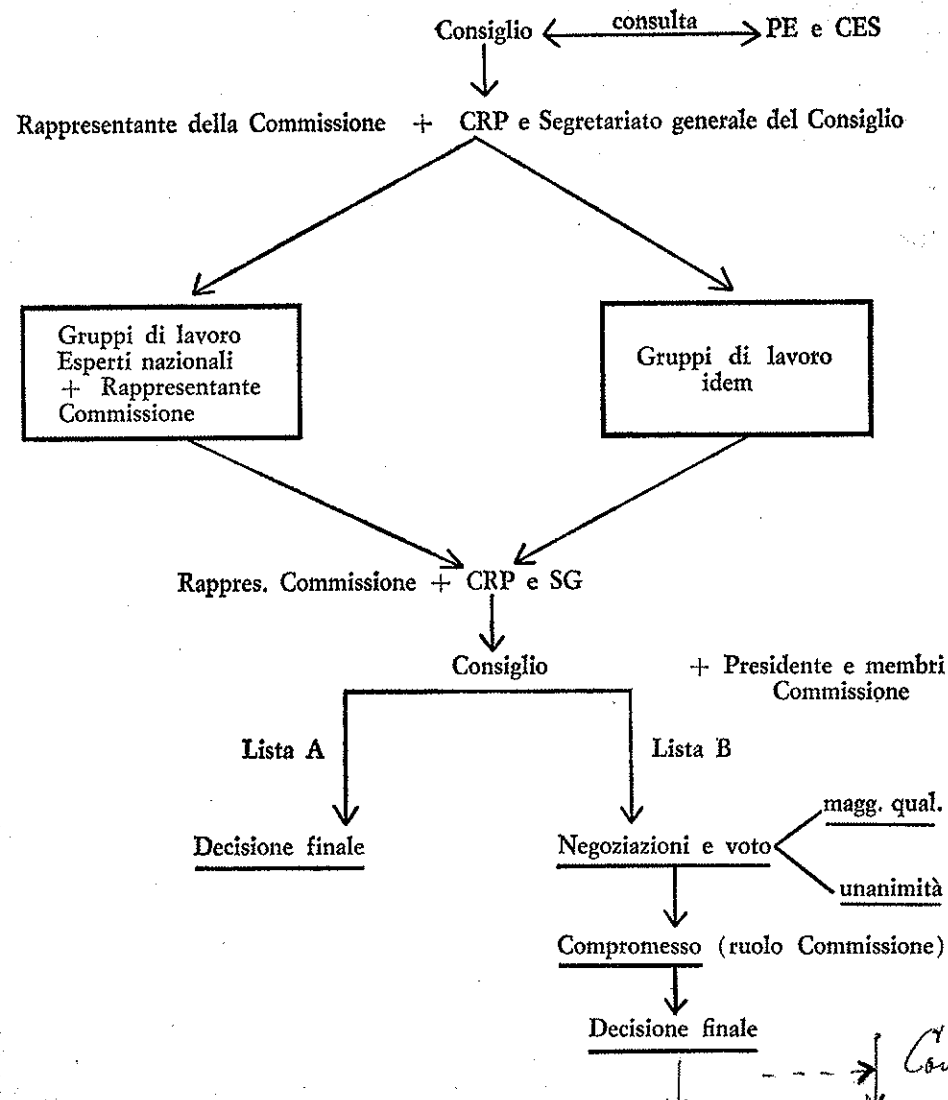 Consiglio consulta PE e CES
Rappresentante della Commissione + CRP e Segretariato generale del Consiglio
Gruppi di lavoro
Esperti nazionali
+ Rappresentante
Commissione
Gruppi di lavoro
idem
Rappres. Commissione + CRP e SG
Consiglio
+ Presidente e membri
Commissione
Lista A
Lista B
magg. qual.
Decisione finale
Negoziazioni e voto
unanimità
Compromesso (ruolo Commissione)
Decisione finale